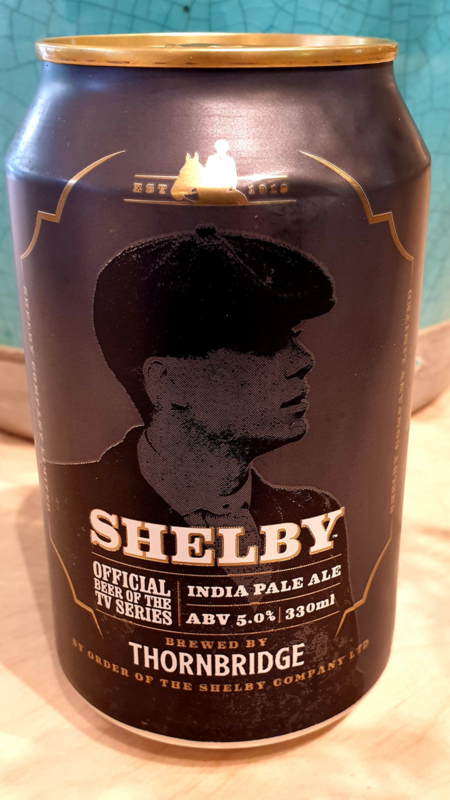 EST 1919
SHELBY™
OFFICIAL
BEER OF THE
TV SERIES
INDIA PALE ALE
ABV 5.0% | 330ml
BREWED BY
THORNBRIDGE
BY ORDER OF THE SHELBY COMPANY LTD